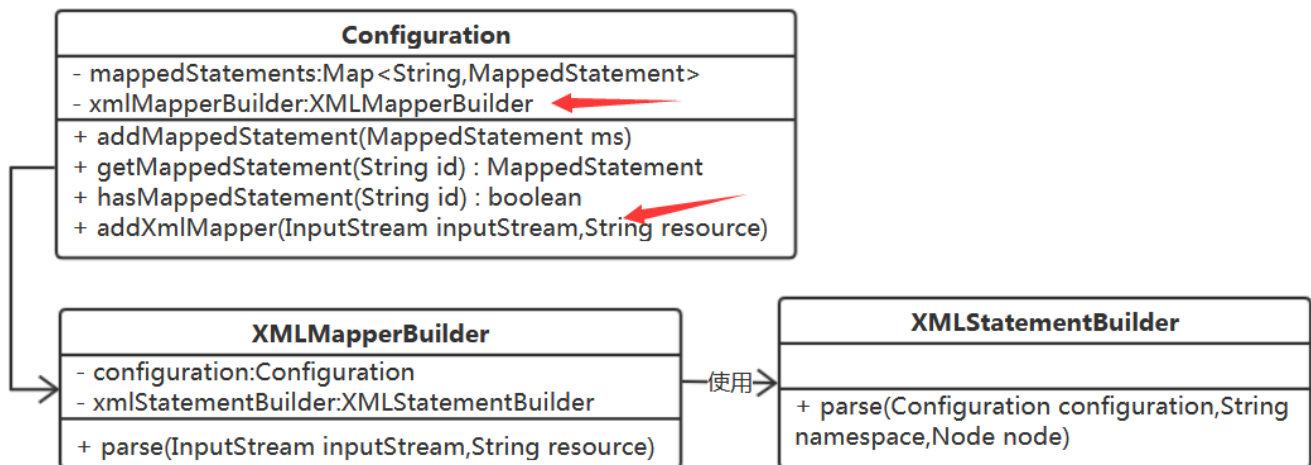 Configuration
- mappedStatements:Map<String,MappedStatement>
- xmlMapperBuilder:XMLMapperBuilder
+ addMappedStatement(MappedStatement ms)
+ getMappedStatement(String id) : MappedStatement
+ hasMappedStatement(String id) : boolean
+ addXmlMapper(InputStream inputStream,String resource)
XMLMapperBuilder
- configuration:Configuration
- xmlStatementBuilder:XMLStatementBuilder
+ parse(InputStream inputStream,String resource)
使用
XMLStatementBuilder
+ parse(Configuration configuration,String
namespace,Node node)